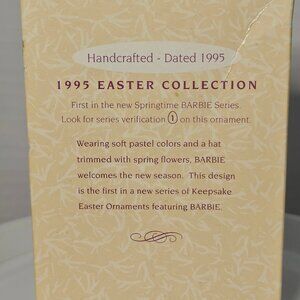 Handcrafted - Dated 1995
1995 EASTER COLLECTION
First in the new Springtime BARBIE Series.
Look for series verification 1 on this ornament.
Wearing soft pastel colors and a hat
trimmed with spring flowers, BARBIE
welcomes the new season. This design
is the first in a new series of Keepsake
Easter Ornaments featuring BARBIE.